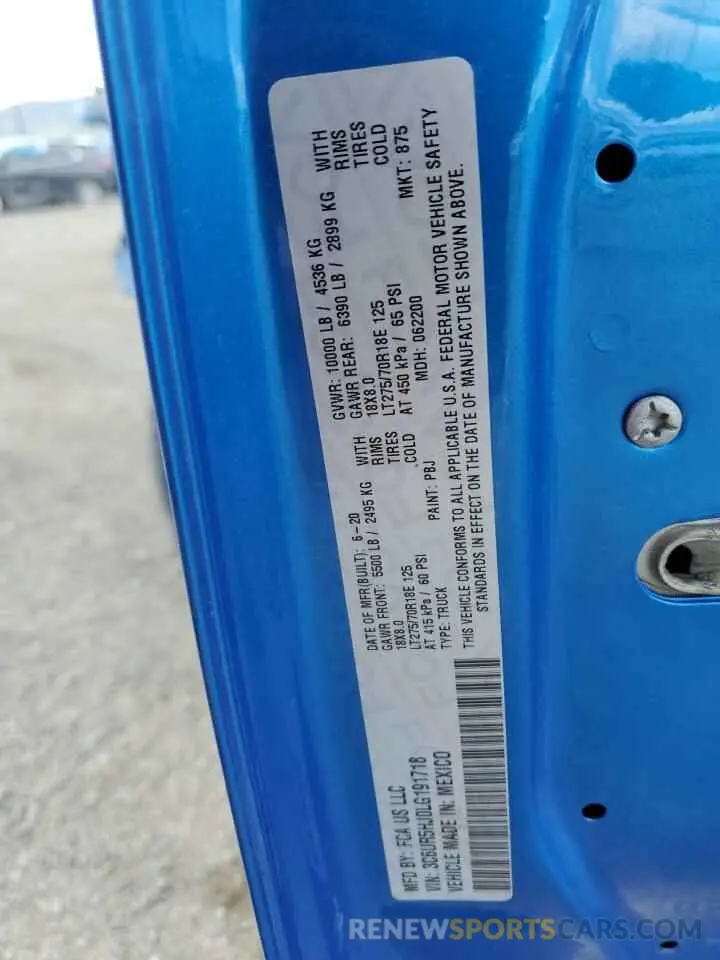 MFD BY: FCA US LLC
VIN: 3C6UR5HJ0LG191718
VEHICLE MADE IN: MEXICO
DATE OF MFR(BUILT): 6-20
GAWR FRONT: 5500 LB / 2495 KG WITH
18X8.0 RIMS
LT275/70R18E 125 TIRES
AT 415 kPa / 60 PSI COLD
TYPE: TRUCK PAINT: PBJ
GVWR: 10000 LB / 4536 KG
GAWR REAR: 6390 LB / 2899 KG WITH
18X8.0 RIMS
LT275/70R18E 125 TIRES
AT 450 kPa / 65 PSI COLD
MDH: 062200 MKT: 875
THIS VEHICLE CONFORMS TO ALL APPLICABLE U.S.A. FEDERAL MOTOR VEHICLE SAFETY
STANDARDS IN EFFECT ON THE DATE OF MANUFACTURE SHOWN ABOVE.
RENEWSPORTSCARS.COM